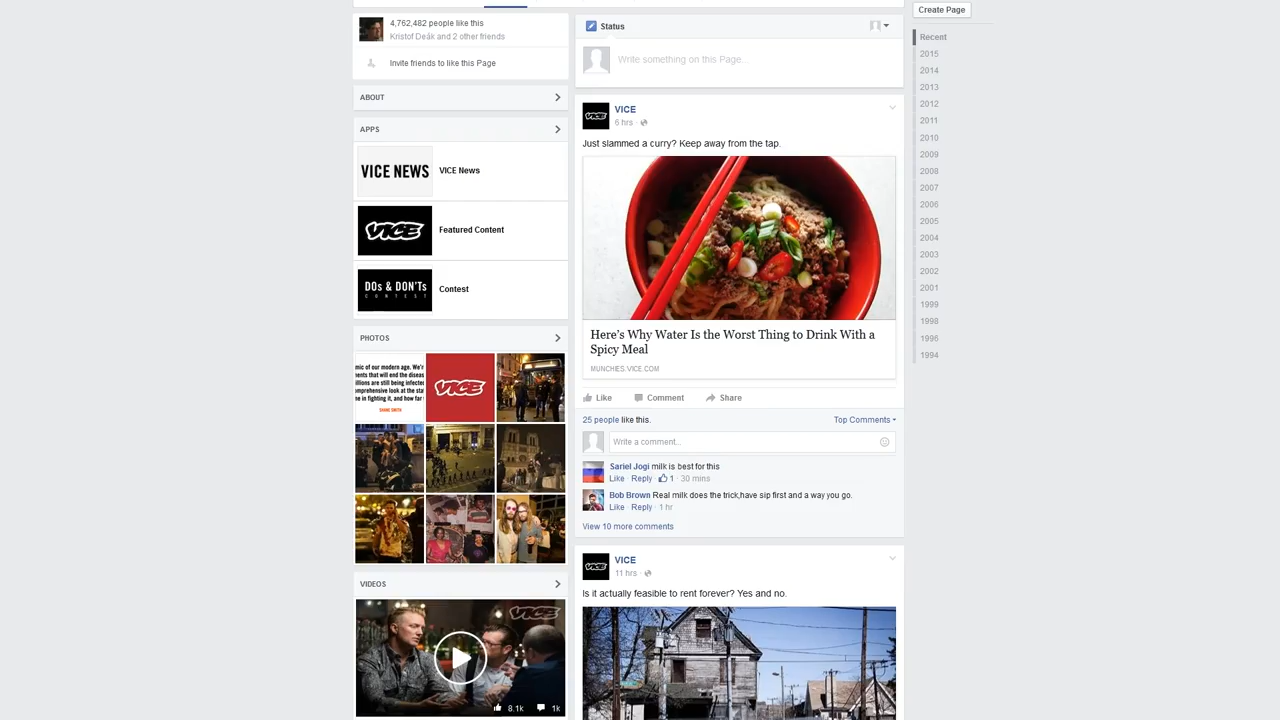 4,762,482 people like this
Kristof Deák and 2 other friends
Invite friends to like this Page
ABOUT
APPS
VICE NEWS
VICE News
VICE
Featured Content
DOs & DON'Ts
CONTEST
Contest
PHOTOS
VICE
SHANE SMITH
VIDEOS
VICE
8.1k
1k
Status
Write something on this Page...
VICE
VICE
6 hrs ·
Just slammed a curry? Keep away from the tap.
Here's Why Water Is the Worst Thing to Drink With a
Spicy Meal
MUNCHIES.VICE.COM
Like
Comment
Share
25 people like this.
Top Comments
Write a comment...
Sariel Jogi milk is best for this
Like · Reply · 1 · 30 mins
Bob Brown Real milk does the trick,have sip first and a way you go.
Like · Reply · 1 hr
View 10 more comments
VICE
VICE
11 hrs ·
Is it actually feasible to rent forever? Yes and no.
Create Page
Recent
2015
2014
2013
2012
2011
2010
2009
2008
2007
2006
2005
2004
2003
2002
2001
1999
1998
1996
1994